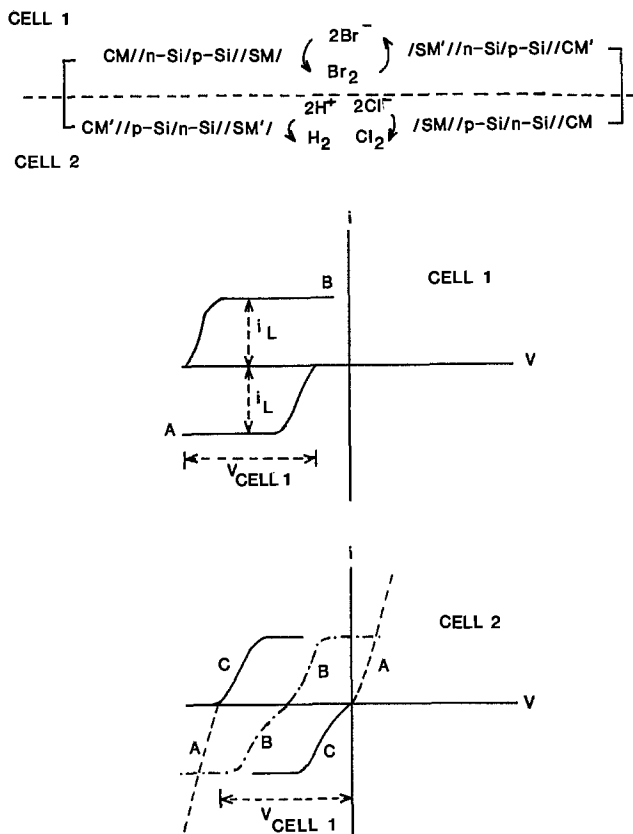 CELL 1
CM//n-Si/p-Si//SM/ 2Br⁻ /SM'//n-Si/p-Si//CM'
Br₂
2H⁺ 2Cl⁻
CM'//p-Si/n-Si//SM'/ H₂ Cl₂ /SM//p-Si/n-Si//CM
CELL 2
i
B CELL 1
i_L
V
i_L
A
V_CELL 1
i
CELL 2
C B A
V
A B C
V_CELL 1